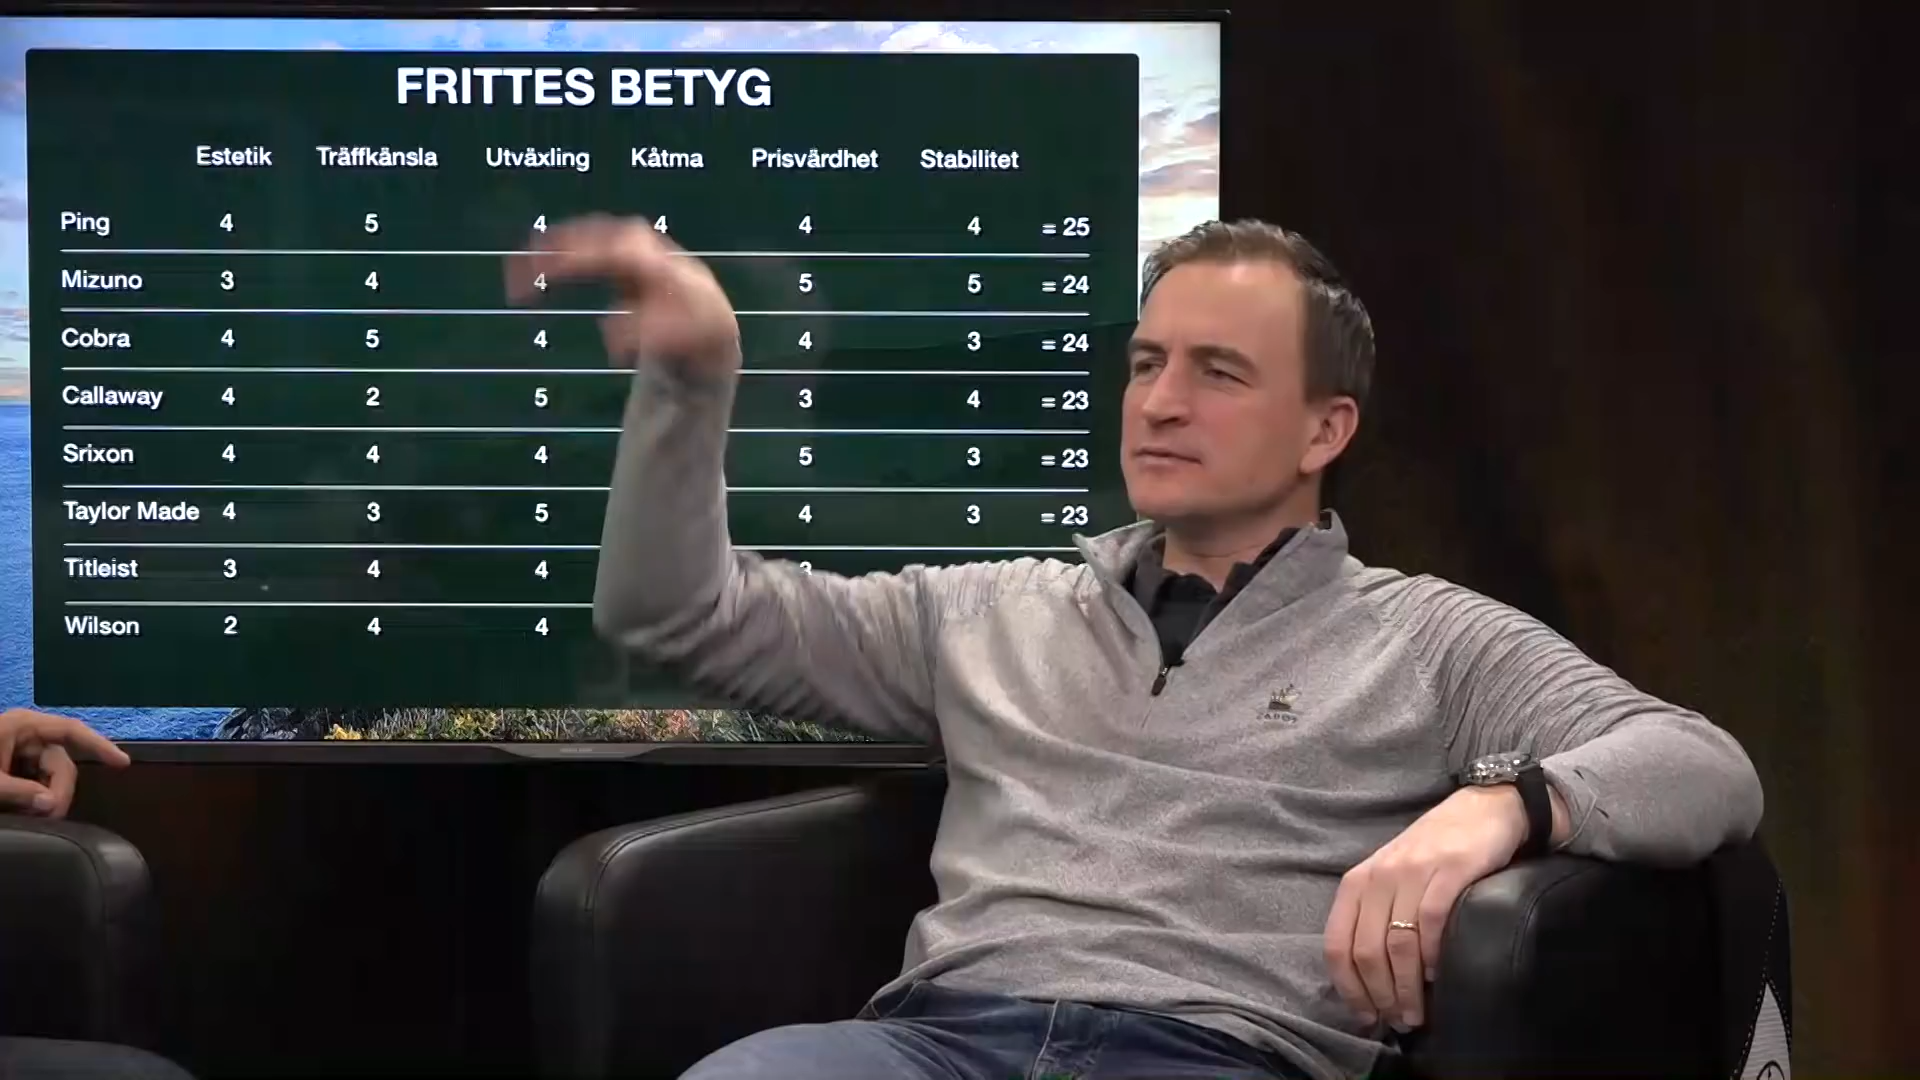 FRITTES BETYG
Estetik Träffkänsla Utväxling Kåtma Prisvärdhet Stabilitet
Ping 4 5 4 4 4 4 = 25
Mizuno 3 4 4 5 5 = 24
Cobra 4 5 4 4 3 = 24
Callaway 4 2 5 3 4 = 23
Srixon 4 4 4 5 3 = 23
Taylor Made 4 3 5 4 3 = 23
Titleist 3 4 4 3
Wilson 2 4 4